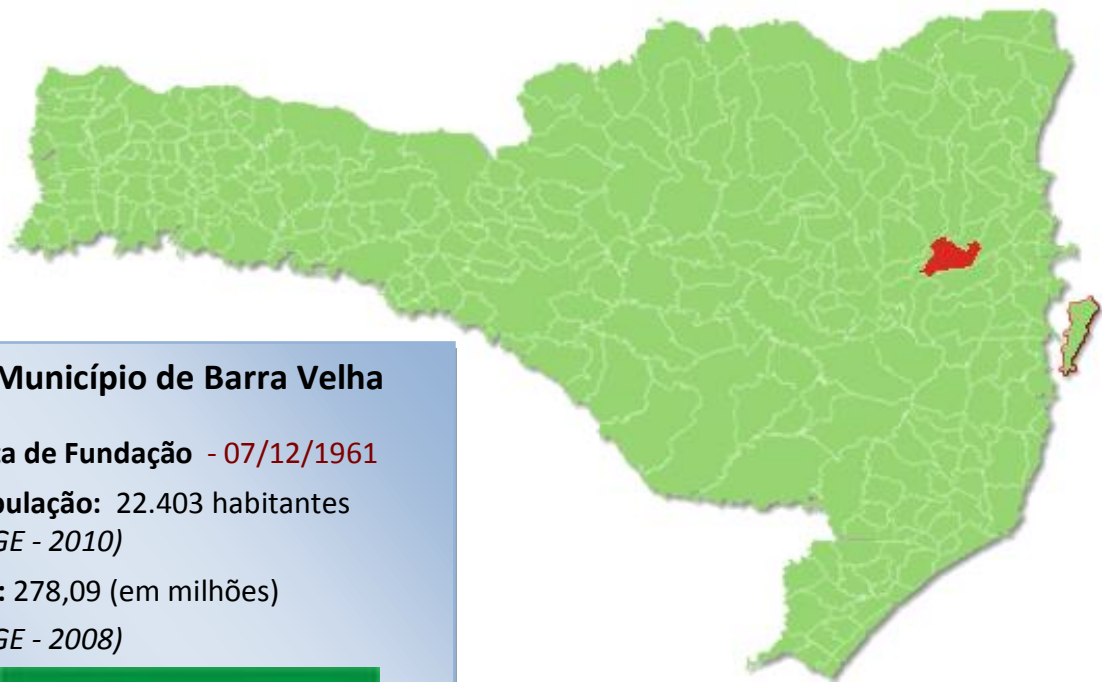 Município de Barra Velha
ta de Fundação - 07/12/1961
pulação: 22.403 habitantes
GE - 2010)
: 278,09 (em milhões)
GE - 2008)